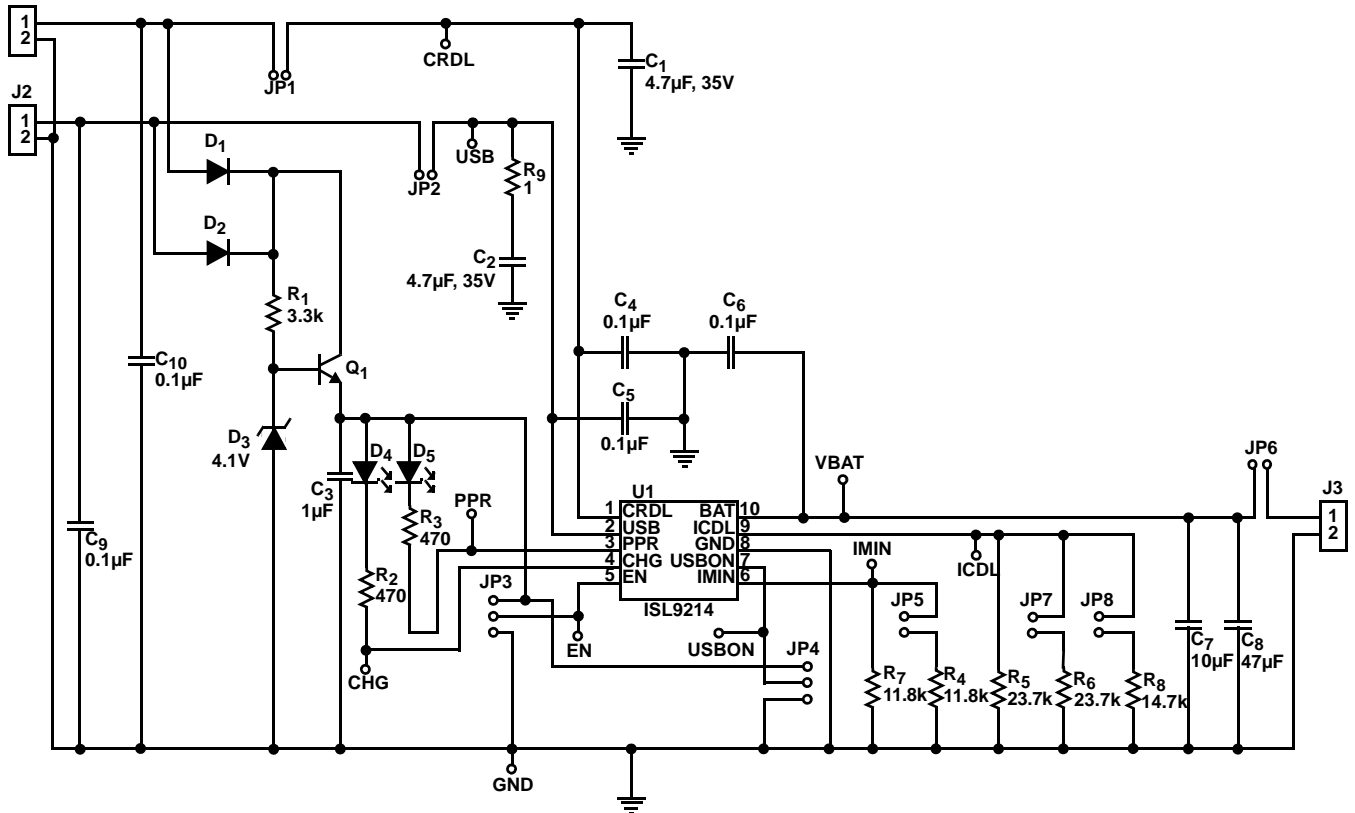 1
2
CRDL
JP1
C1
4.7µF, 35V
J2
1
2
D1
USB
JP2
R9
1
D2
C2
4.7µF, 35V
R1
3.3k
C4
0.1µF
C6
0.1µF
C10
0.1µF
Q1
C5
0.1µF
D3
4.1V
D4
D5
VBAT
JP6
C3
1µF
PPR
R3
470
U1
J3
1
2
1 CRDL BAT 10
2 USB ICDL 9
3 PPR GND 8
4 CHG USBON 7
5 EN IMIN 6
ISL9214
C9
0.1µF
R2
470
JP3
IMIN
ICDL
JP5
JP7
JP8
EN
USBON
JP4
CHG
C7
10µF
C8
47µF
R7
11.8k
R4
11.8k
R5
23.7k
R6
23.7k
R8
14.7k
GND